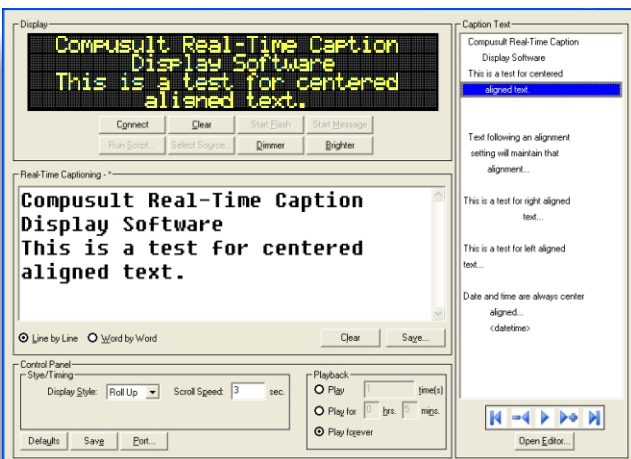 Display
Compusult Real-Time Caption
Display Software
This is a test for centered
aligned text.
Connect Clear Start Flash Start Message
Run Script... Select Source... Dimmer Brighter
Real-Time Captioning - *
Compusult Real-Time Caption
Display Software
This is a test for centered
aligned text.
Line by Line Word by Word Clear Save...
Control Panel
Stye/Timing
Display Style: Roll Up Scroll Speed: 3 sec.
Defaults Save Port...
Playback
Play 1 time(s)
Play for 0 hrs. 5 mins.
Play forever
Caption Text
Compusult Real-Time Caption
Display Software
This is a test for centered
aligned text.
Text following an alignment
setting will maintain that
alignment...
This is a test for right aligned
text...
This is a test for left aligned
text...
Date and time are always center
aligned...
<datetime>
Open Editor...